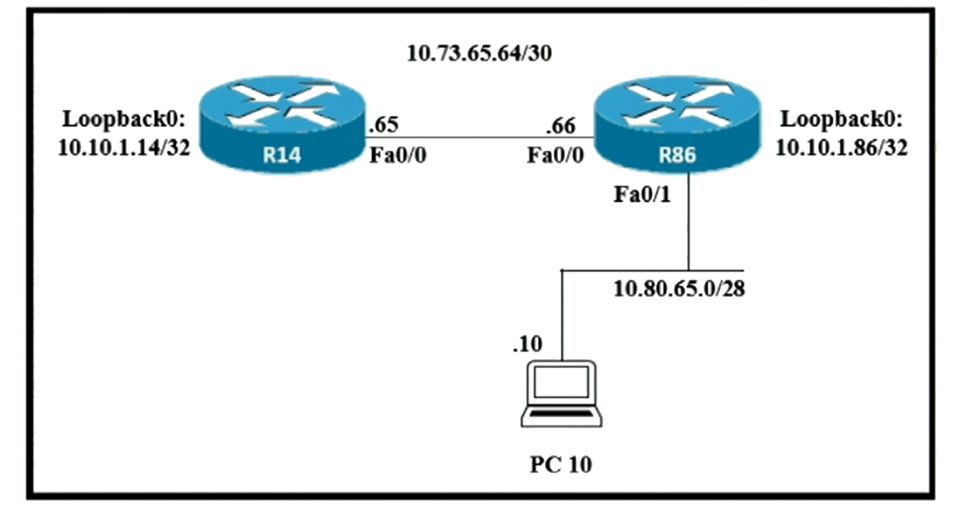 10.73.65.64/30
Loopback0:
10.10.1.14/32
R14
.65
Fa0/0
.66
Fa0/0
R86
Loopback0:
10.10.1.86/32
Fa0/1
10.80.65.0/28
.10
PC 10